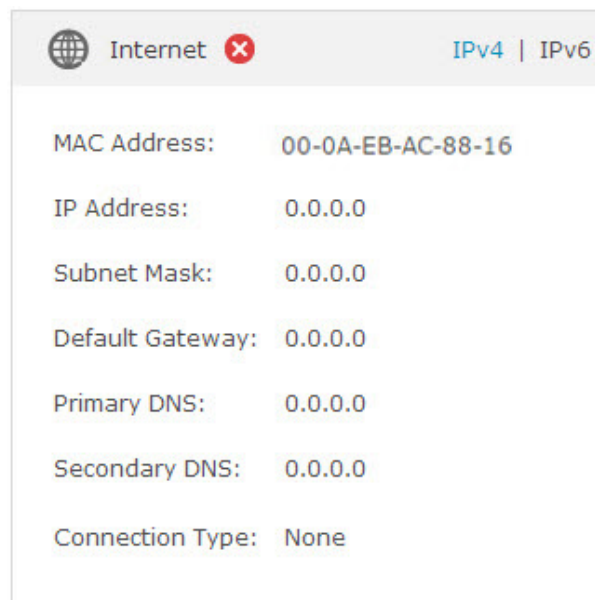 Internet IPv4 | IPv6
MAC Address: 00-0A-EB-AC-88-16
IP Address: 0.0.0.0
Subnet Mask: 0.0.0.0
Default Gateway: 0.0.0.0
Primary DNS: 0.0.0.0
Secondary DNS: 0.0.0.0
Connection Type: None